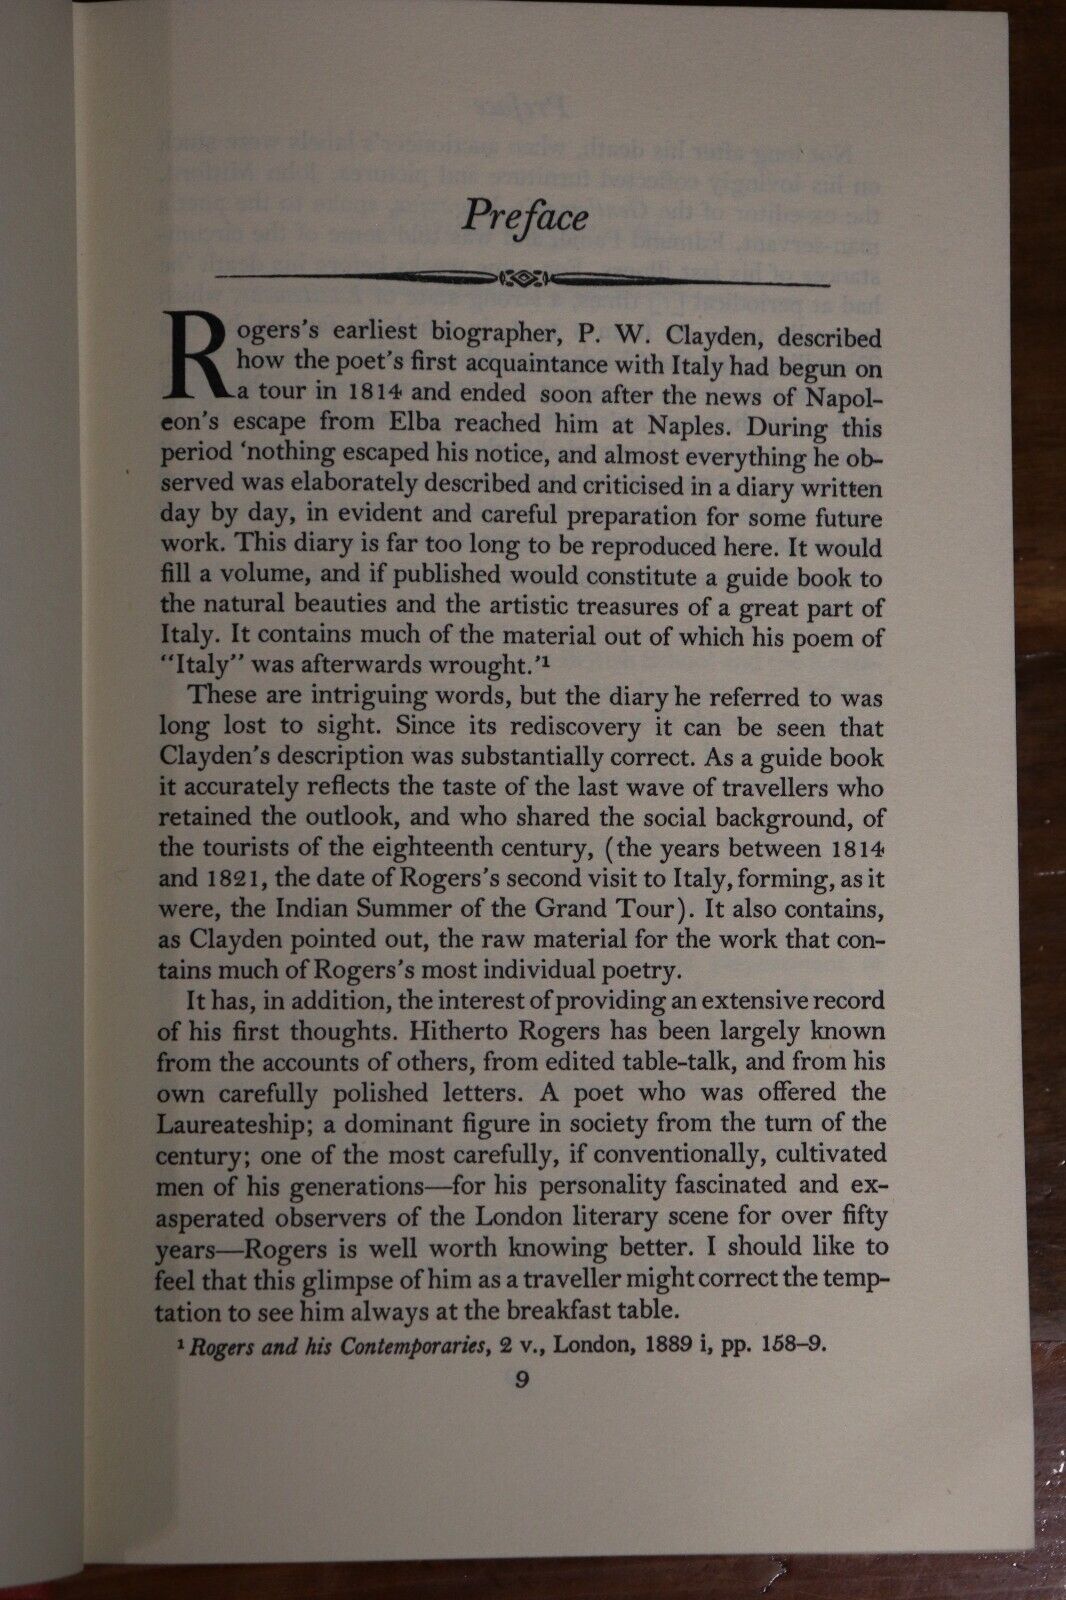 Preface
Rogers's earliest biographer, P. W. Clayden, described
how the poet's first acquaintance with Italy had begun on
a tour in 1814 and ended soon after the news of Napol-
eon's escape from Elba reached him at Naples. During this
period ‘nothing escaped his notice, and almost everything he ob-
served was elaborately described and criticised in a diary written
day by day, in evident and careful preparation for some future
work. This diary is far too long to be reproduced here. It would
fill a volume, and if published would constitute a guide book to
the natural beauties and the artistic treasures of a great part of
Italy. It contains much of the material out of which his poem of
“Italy” was afterwards wrought.’¹
These are intriguing words, but the diary he referred to was
long lost to sight. Since its rediscovery it can be seen that
Clayden's description was substantially correct. As a guide book
it accurately reflects the taste of the last wave of travellers who
retained the outlook, and who shared the social background, of
the tourists of the eighteenth century, (the years between 1814
and 1821, the date of Rogers's second visit to Italy, forming, as it
were, the Indian Summer of the Grand Tour). It also contains,
as Clayden pointed out, the raw material for the work that con-
tains much of Rogers's most individual poetry.
It has, in addition, the interest of providing an extensive record
of his first thoughts. Hitherto Rogers has been largely known
from the accounts of others, from edited table-talk, and from his
own carefully polished letters. A poet who was offered the
Laureateship; a dominant figure in society from the turn of the
century; one of the most carefully, if conventionally, cultivated
men of his generations—for his personality fascinated and ex-
asperated observers of the London literary scene for over fifty
years—Rogers is well worth knowing better. I should like to
feel that this glimpse of him as a traveller might correct the temp-
tation to see him always at the breakfast table.
¹ Rogers and his Contemporaries, 2 v., London, 1889 i, pp. 158–9.
9